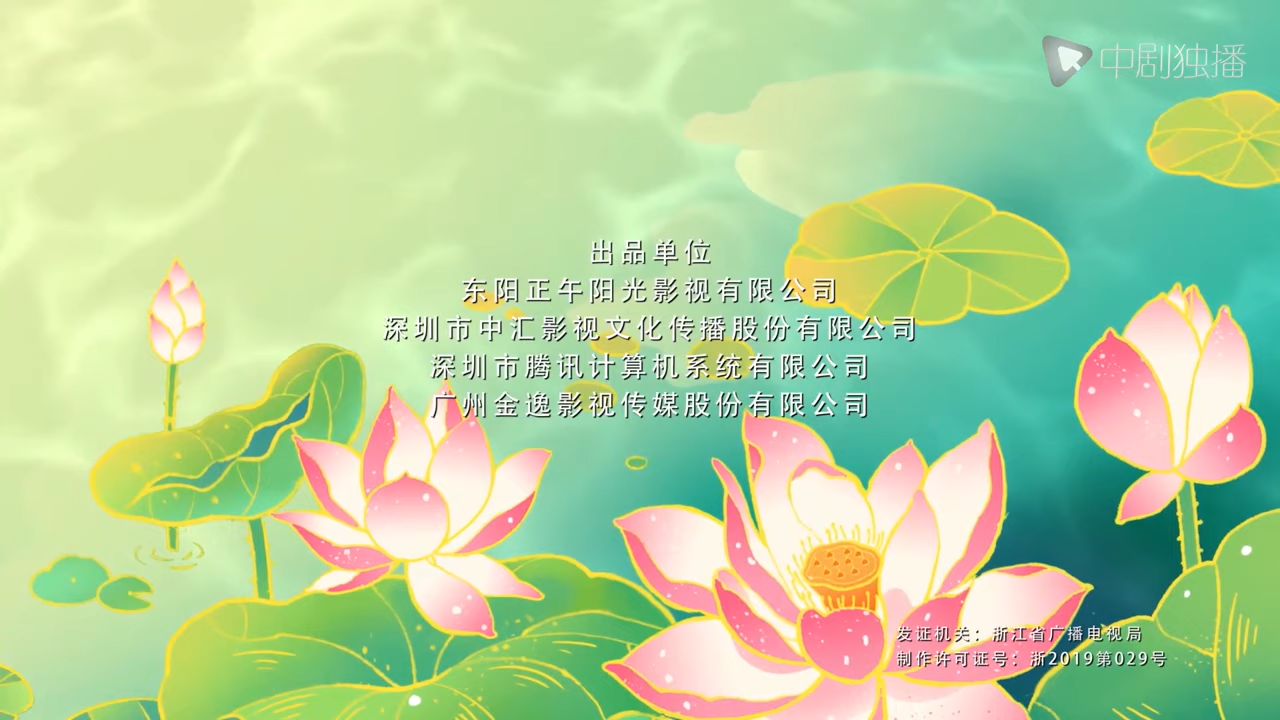 中剧独播
出品单位
东阳正午阳光影视有限公司
深圳市中汇影视文化传播股份有限公司
深圳市腾讯计算机系统有限公司
广州金逸影视传媒股份有限公司
发证机关：浙江省广播电视局
制作许可证号：浙2019第029号